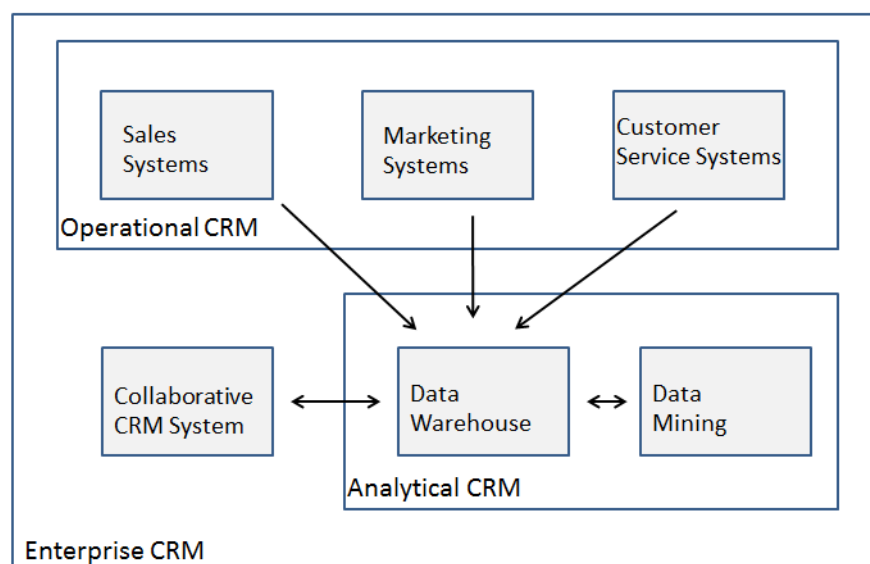 Sales
Systems
Marketing
Systems
Customer
Service Systems
Operational CRM
Collaborative
CRM System
Data
Warehouse
Data
Mining
Analytical CRM
Enterprise CRM